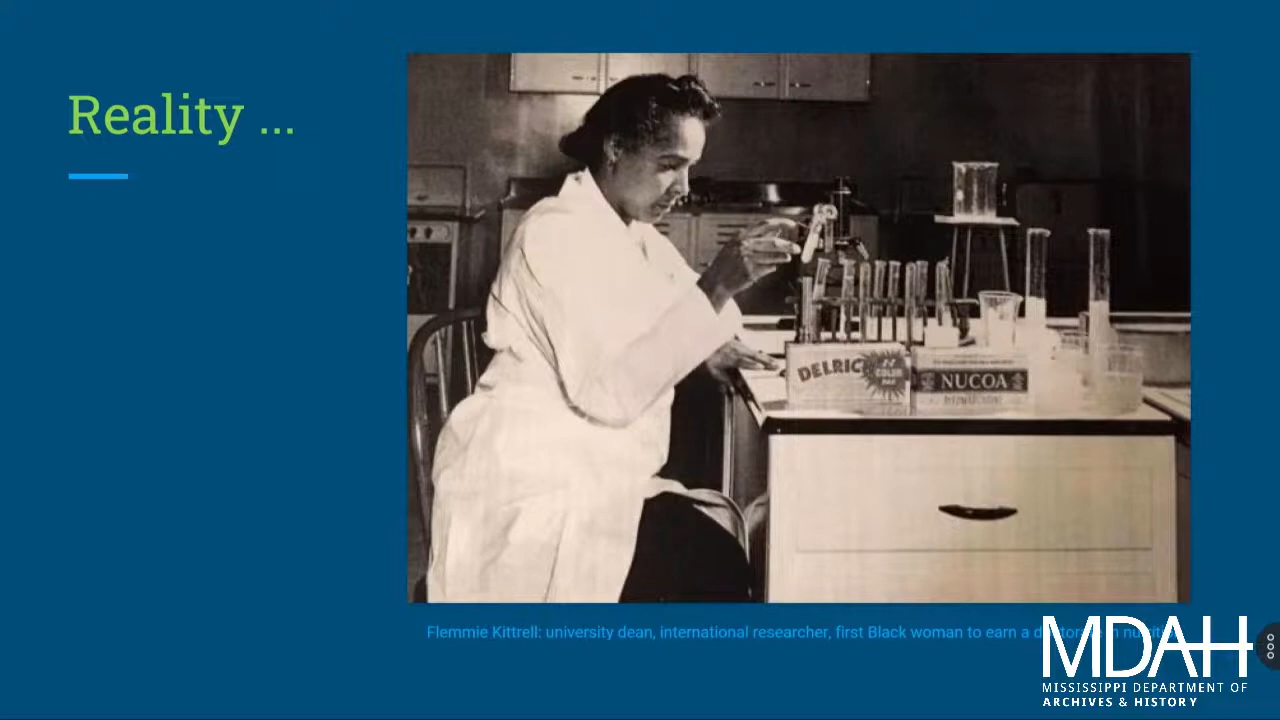 Reality ...
DELRICH
COLOR
NUCOA
Flemmie Kittrell: university dean, international researcher, first Black woman to earn a
MDAH
MISSISSIPPI DEPARTMENT OF
ARCHIVES & HISTORY